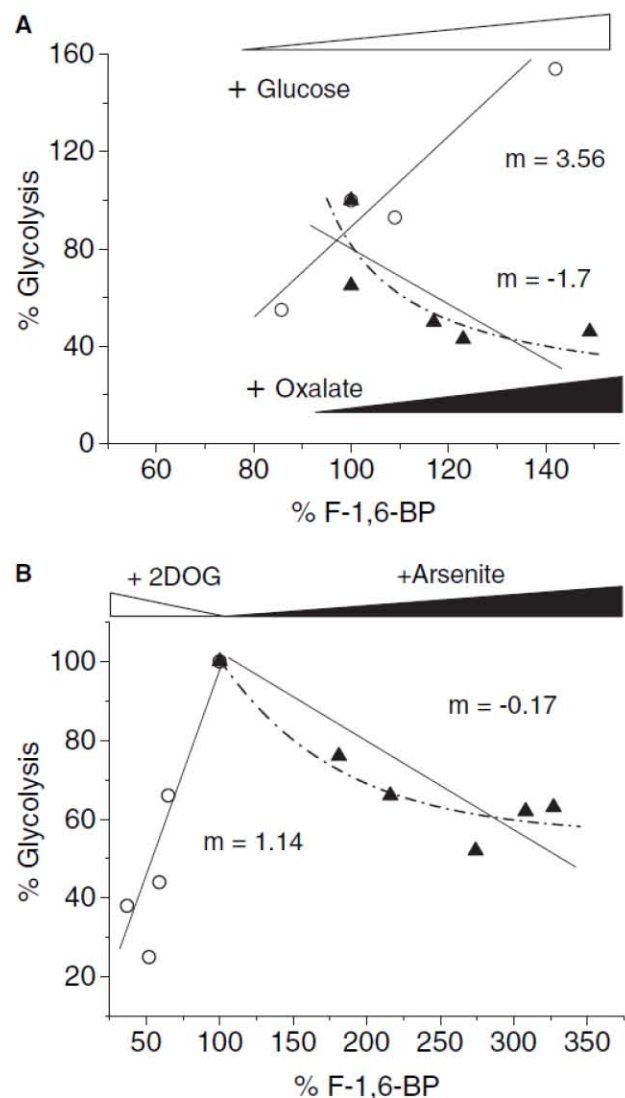 A
160
+ Glucose
120
m = 3.56
80
m = -1.7
40
+ Oxalate
0
60 80 100 120 140
% F-1,6-BP
% Glycolysis
B
+ 2DOG +Arsenite
100
m = -0.17
80
60
m = 1.14
40
20
50 100 150 200 250 300 350
% F-1,6-BP
% Glycolysis